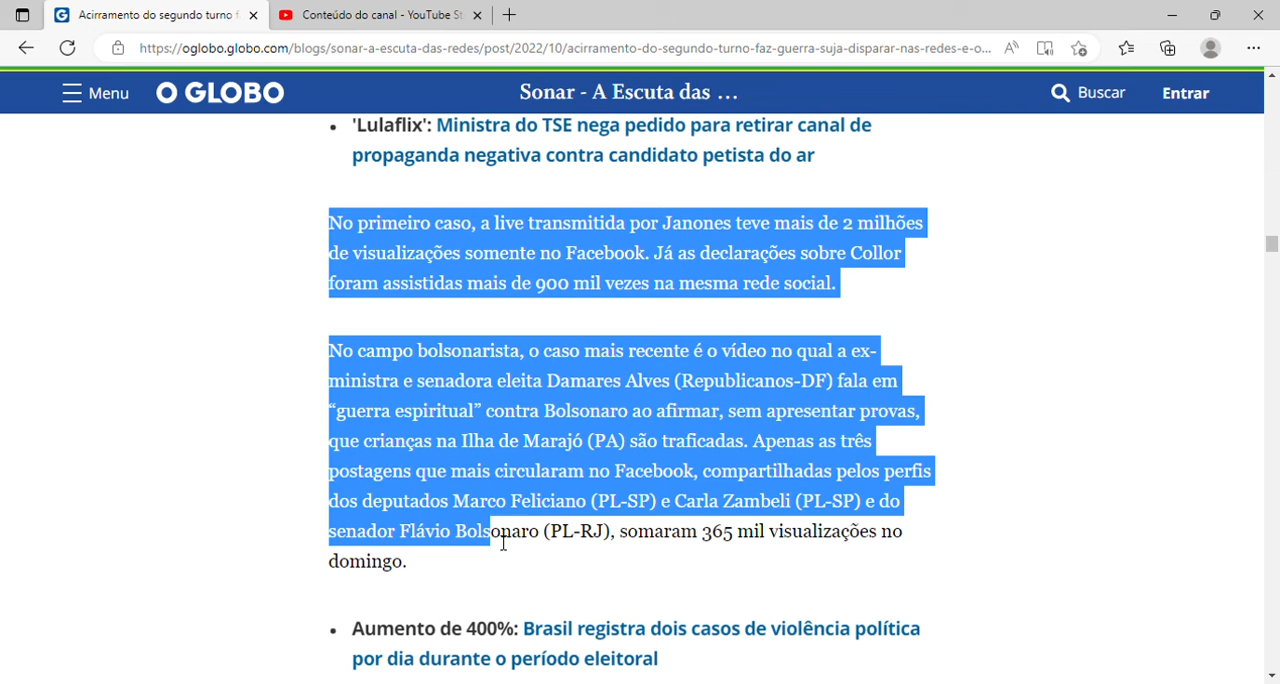 Acirramento do segundo turno f
Conteúdo do canal - YouTube St
https://oglobo.globo.com/blogs/sonar-a-escuta-das-redes/post/2022/10/acirramento-do-segundo-turno-faz-guerra-suja-disparar-nas-redes-e-o...
Menu
O GLOBO
Sonar - A Escuta das ...
Buscar
Entrar
• 'Lulaflix': Ministra do TSE nega pedido para retirar canal de
propaganda negativa contra candidato petista do ar
No primeiro caso, a live transmitida por Janones teve mais de 2 milhões
de visualizações somente no Facebook. Já as declarações sobre Collor
foram assistidas mais de 900 mil vezes na mesma rede social.
No campo bolsonarista, o caso mais recente é o vídeo no qual a ex-
ministra e senadora eleita Damares Alves (Republicanos-DF) fala em
“guerra espiritual” contra Bolsonaro ao afirmar, sem apresentar provas,
que crianças na Ilha de Marajó (PA) são traficadas. Apenas as três
postagens que mais circularam no Facebook, compartilhadas pelos perfis
dos deputados Marco Feliciano (PL-SP) e Carla Zambeli (PL-SP) e do
senador Flávio Bolsonaro (PL-RJ), somaram 365 mil visualizações no
domingo.
• Aumento de 400%: Brasil registra dois casos de violência política
por dia durante o período eleitoral